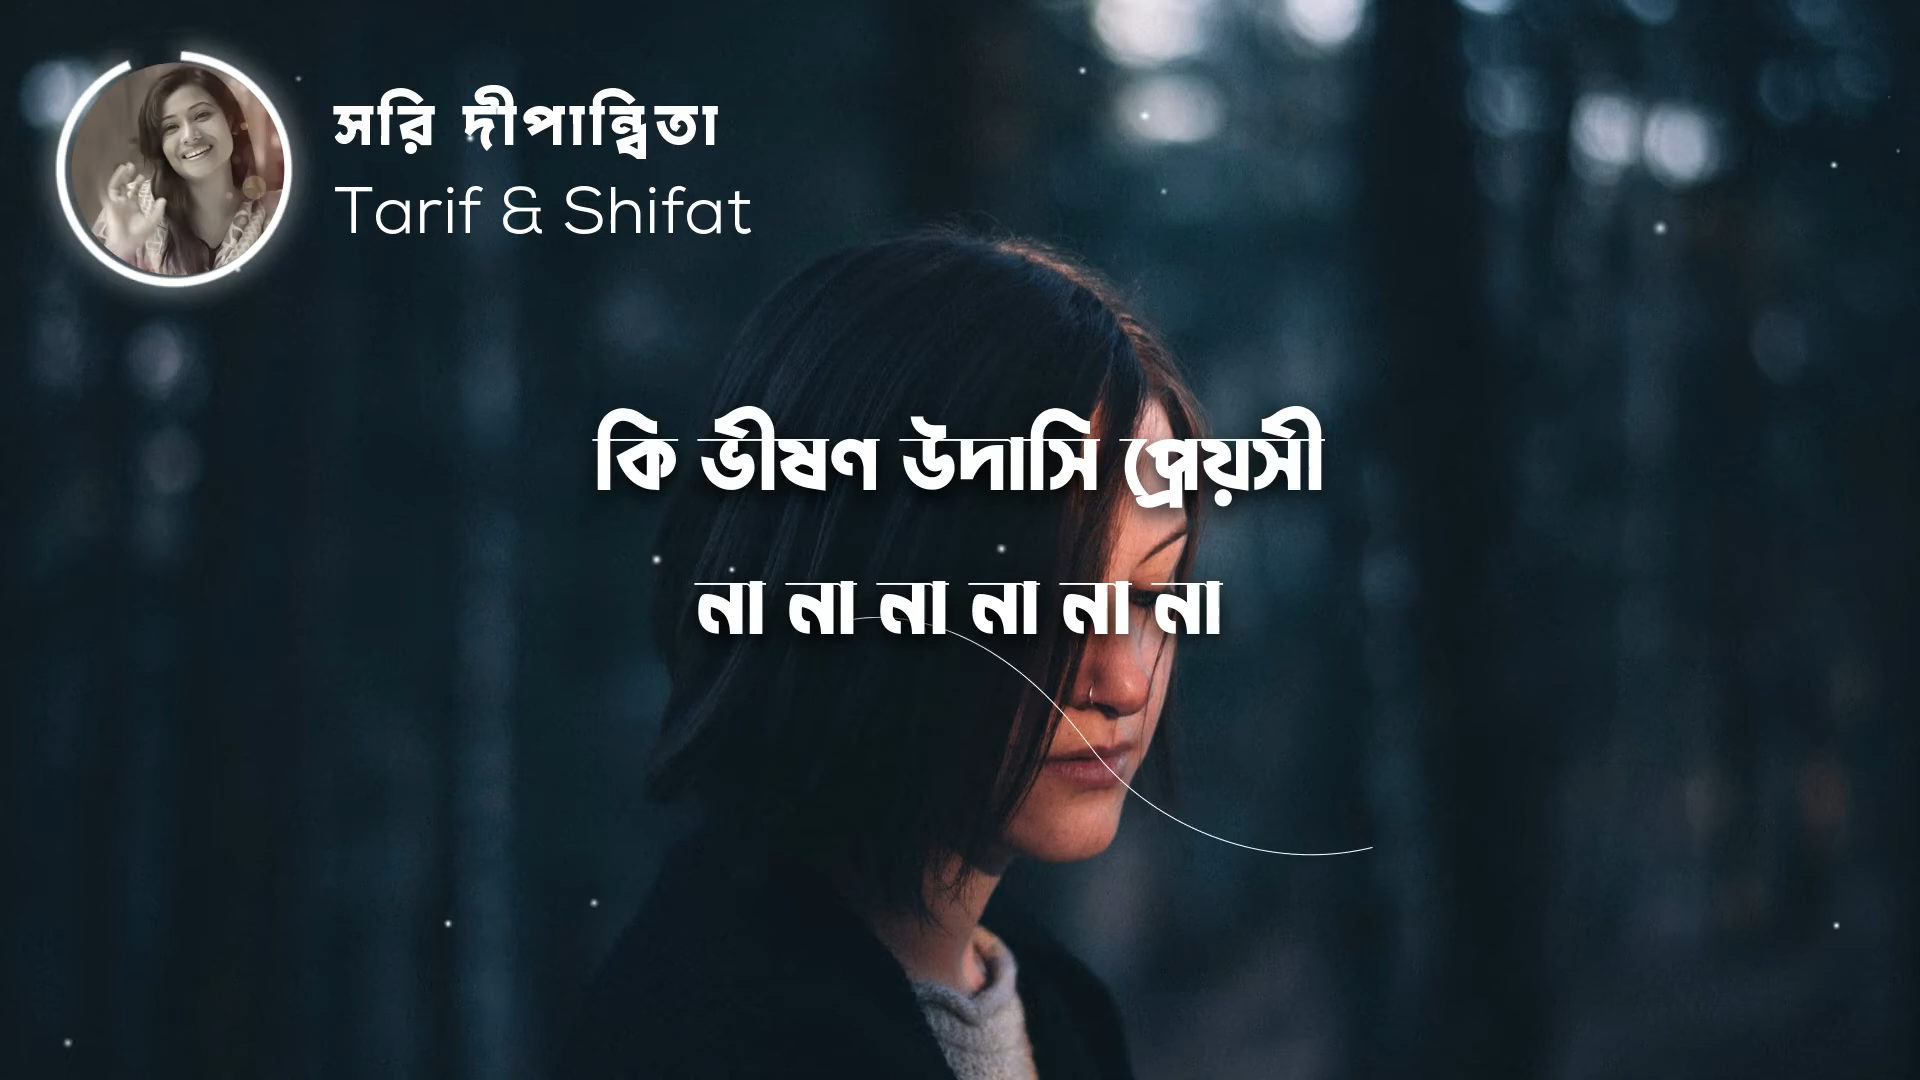 সরি দীপান্বিতা
Tarif & Shifat
কি ভীষণ উদাসি প্রেয়সী
না না না না না না